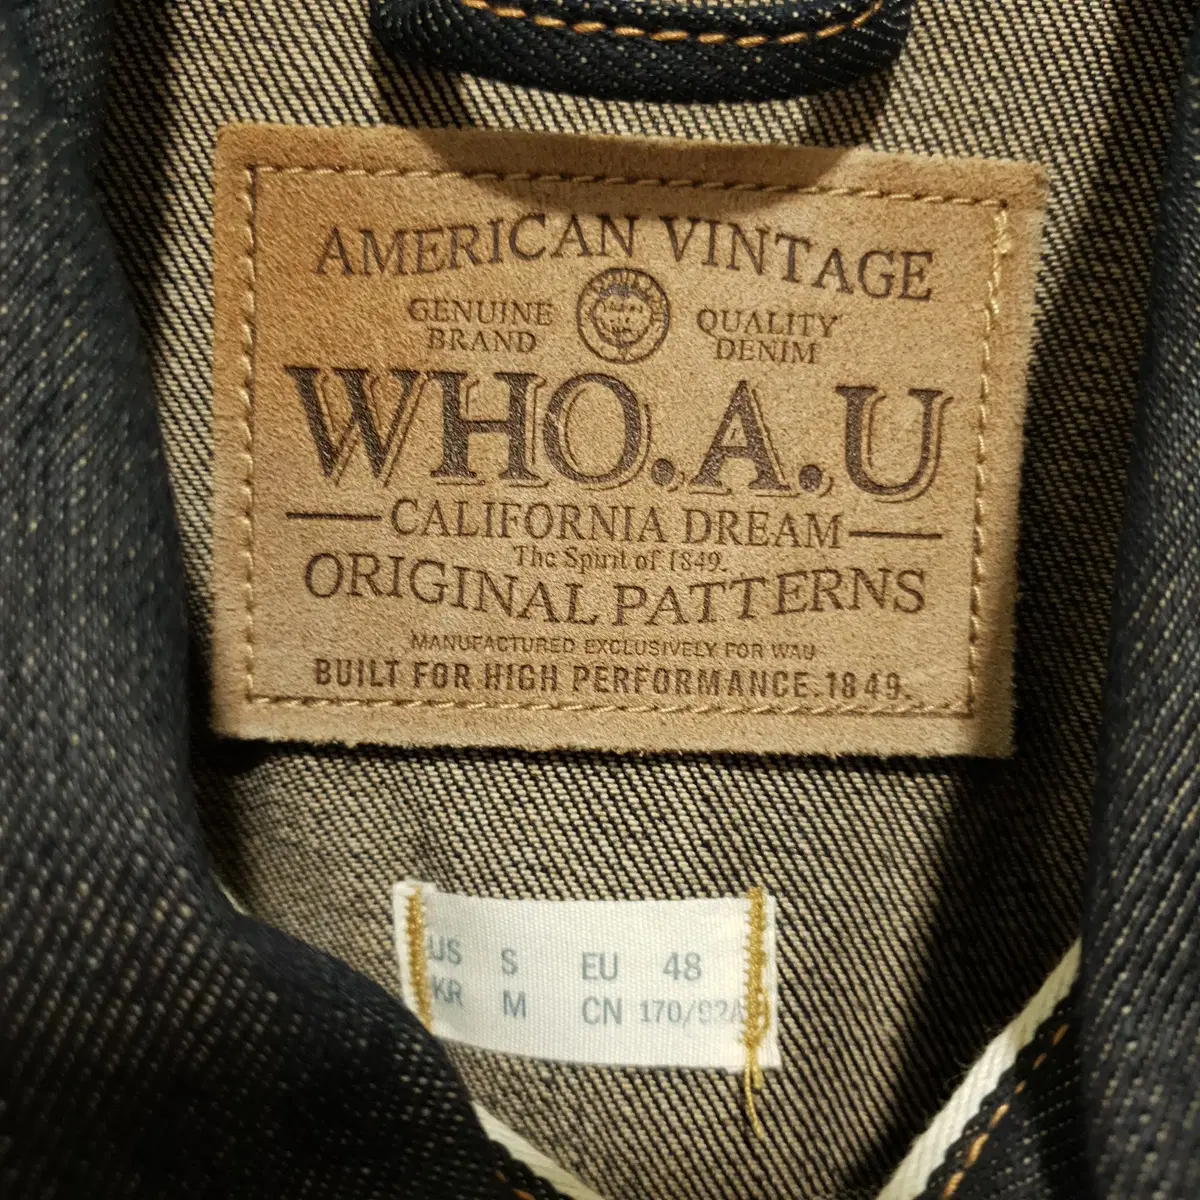 AMERICAN VINTAGE
GENUINE BRAND
QUALITY DENIM
WHO.A.U
CALIFORNIA DREAM
The Spirit of 1849.
ORIGINAL PATTERNS
MANUFACTURED EXCLUSIVELY FOR WAU
BUILT FOR HIGH PERFORMANCE.1849.
US S EU 48
KR M CN 170/92A